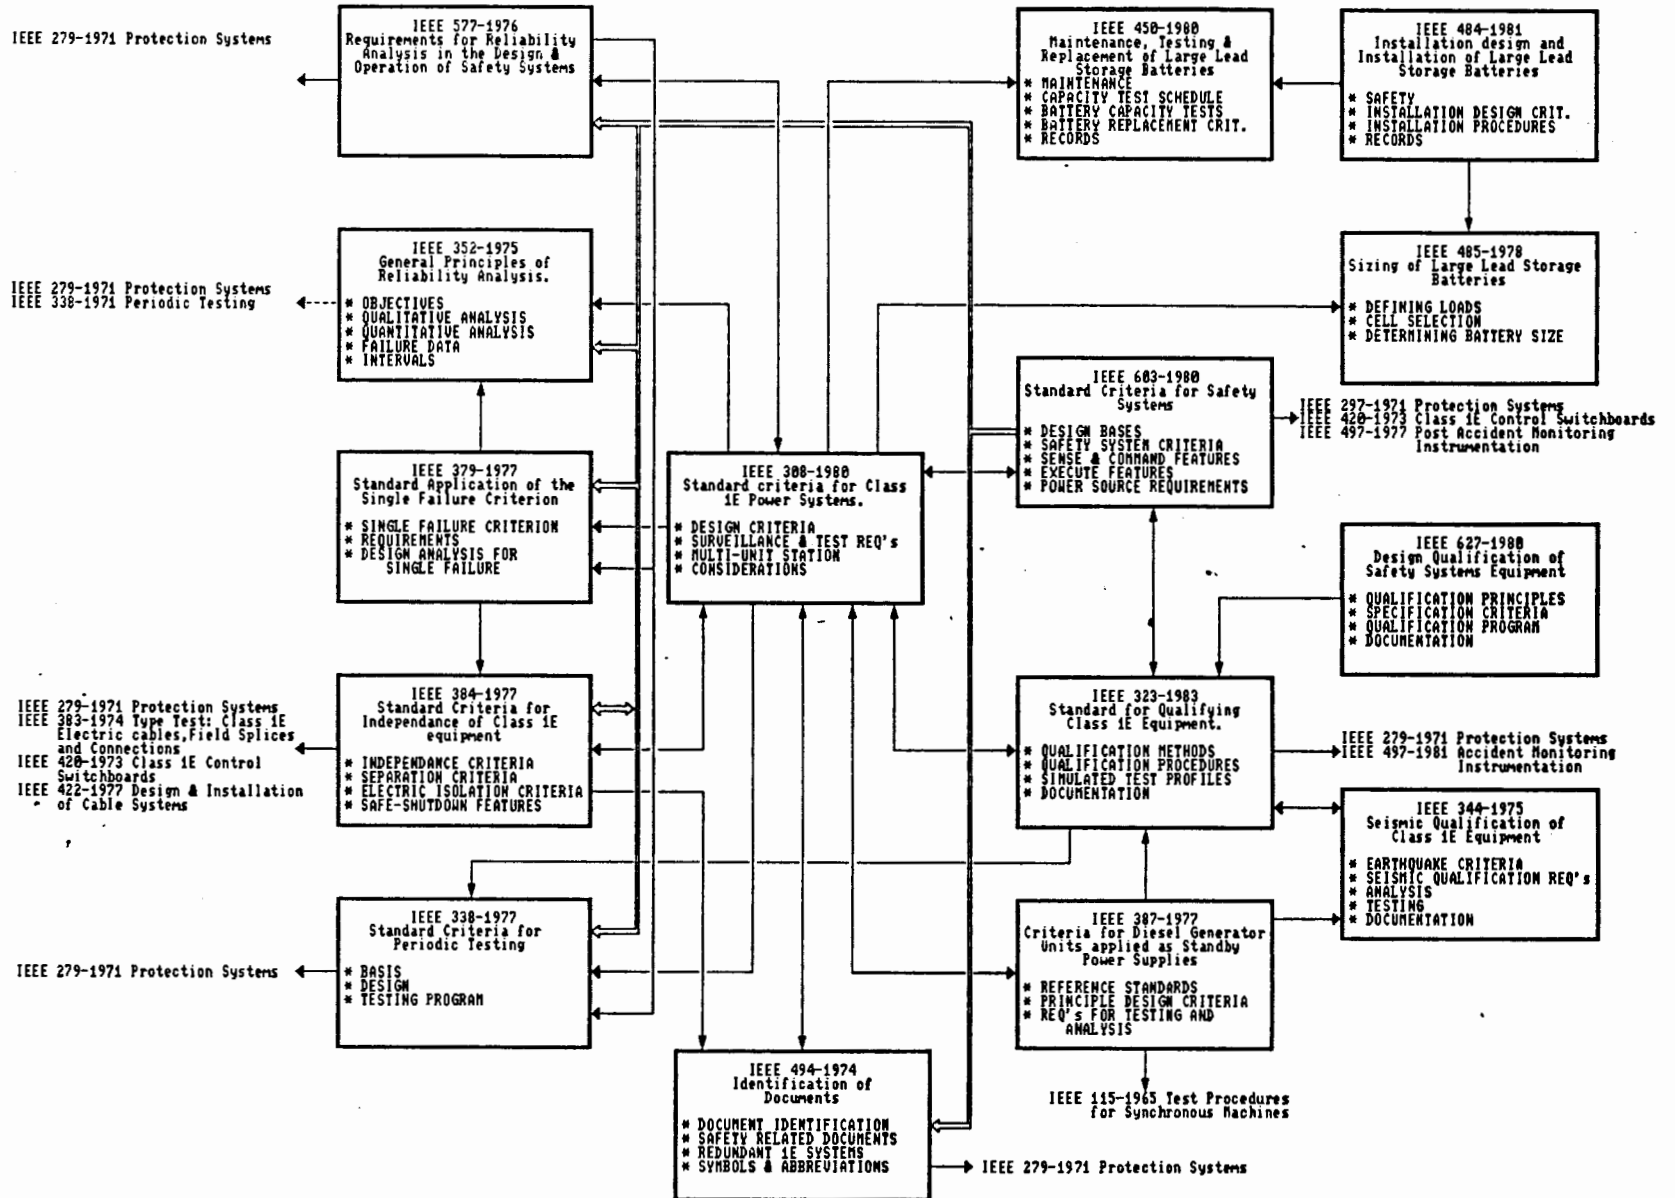 IEEE 279-1971 Protection Systems
IEEE 577-1976
Requirements for Reliability
Analysis in the Design &
Operation of Safety Systems
IEEE 450-1980
Maintenance, Testing &
Replacement of Large Lead
Storage Batteries
* MAINTENANCE
* CAPACITY TEST SCHEDULE
* BATTERY CAPACITY TESTS
* BATTERY REPLACEMENT CRIT.
* RECORDS
IEEE 484-1981
Installation design and
Installation of Large Lead
Storage Batteries
* SAFETY
* INSTALLATION DESIGN CRIT.
* INSTALLATION PROCEDURES
* RECORDS
IEEE 279-1971 Protection Systems
IEEE 338-1971 Periodic Testing
IEEE 352-1975
General Principles of
Reliability Analysis.
* OBJECTIVES
* QUALITATIVE ANALYSIS
* QUANTITATIVE ANALYSIS
* FAILURE DATA
* INTERVALS
IEEE 485-1978
Sizing of Large Lead Storage
Batteries
* DEFINING LOADS
* CELL SELECTION
* DETERMINING BATTERY SIZE
IEEE 603-1980
Standard Criteria for Safety
Systems
* DESIGN BASES
* SAFETY SYSTEM CRITERIA
* SENSE & COMMAND FEATURES
* EXECUTE FEATURES
* POWER SOURCE REQUIREMENTS
IEEE 297-1971 Protection Systems
IEEE 420-1973 Class 1E Control Switchboards
IEEE 497-1977 Post Accident Monitoring
Instrumentation
IEEE 379-1977
Standard Application of the
Single Failure Criterion
* SINGLE FAILURE CRITERION
* REQUIREMENTS
* DESIGN ANALYSIS FOR
SINGLE FAILURE
IEEE 308-1980
Standard criteria for Class
1E Power Systems.
* DESIGN CRITERIA
* SURVEILLANCE & TEST REQ's
* MULTI-UNIT STATION
* CONSIDERATIONS
IEEE 627-1980
Design Qualification of
Safety Systems Equipment
* QUALIFICATION PRINCIPLES
* SPECIFICATION CRITERIA
* QUALIFICATION PROGRAM
* DOCUMENTATION
IEEE 279-1971 Protection Systems
IEEE 383-1974 Type Test: Class 1E
Electric cables,Field Splices
and Connections
IEEE 420-1973 Class 1E Control
Switchboards
IEEE 422-1977 Design & Installation
of Cable Systems
IEEE 384-1977
Standard Criteria for
Independance of Class 1E
equipment
* INDEPENDANCE CRITERIA
* SEPARATION CRITERIA
* ELECTRIC ISOLATION CRITERIA
* SAFE-SHUTDOWN FEATURES
IEEE 323-1983
Standard for Qualifying
Class 1E Equipment.
* QUALIFICATION METHODS
* QUALIFICATION PROCEDURES
* SIMULATED TEST PROFILES
* DOCUMENTATION
IEEE 279-1971 Protection Systems
IEEE 497-1981 Accident Monitoring
Instrumentation
IEEE 344-1975
Seismic Qualification of
Class 1E Equipment
* EARTHQUAKE CRITERIA
* SEISMIC QUALIFICATION REQ's
* ANALYSIS
* TESTING
* DOCUMENTATION
IEEE 279-1971 Protection Systems
IEEE 338-1977
Standard Criteria for
Periodic Testing
* BASIS
* DESIGN
* TESTING PROGRAM
IEEE 387-1977
Criteria for Diesel Generator
Units applied as Standby
Power Supplies
* REFERENCE STANDARDS
* PRINCIPLE DESIGN CRITERIA
* REQ's FOR TESTING AND
ANALYSIS
IEEE 494-1974
Identification of
Documents
* DOCUMENT IDENTIFICATION
* SAFETY RELATED DOCUMENTS
* REDUNDANT 1E SYSTEMS
* SYMBOLS & ABBREVIATIONS
IEEE 115-1965 Test Procedures
for Synchronous Machines
IEEE 279-1971 Protection Systems